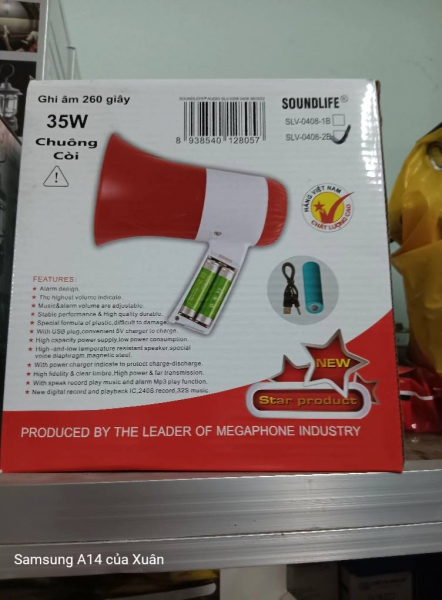 Ghi âm 260 giây
35W
Chuông
Còi
SOUNDLIFE®
SLV-0408-1B
SLV-0408-2B
8 938540 128057
HÀNG VIỆT NAM
CHẤT LƯỢNG CAO
FEATURES:
Alarm design.
The highest volume indicate.
Music&alarm volume are adjustable.
Stable performance & High quality durable.
Special formula of plastic,difficult to damage
With USB plug,convenient 5V charger to charge.
High capacity power supply,low power consumption
High-and-low temperature resistant speaker,special
voice diaphragm,magnetic steel.
With power charger indicate to protect charge-discharge.
High fidelity & clear timbre,High power & far transmission.
With speak record play music and alarm Mp3 play function.
New digital record and playback IC,240S record,32S music
NEW
Star product
PRODUCED BY THE LEADER OF MEGAPHONE INDUSTRY
Samsung A14 của Xuân